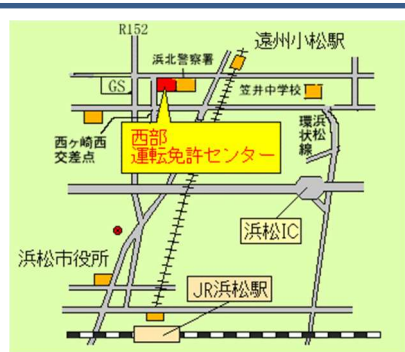 R152
遠州小松駅
浜北警察署
GS
笠井中学校
西ヶ崎西
交差点
西部
運転免許センター
浜松
環状線
浜松IC
浜松市役所
JR浜松駅